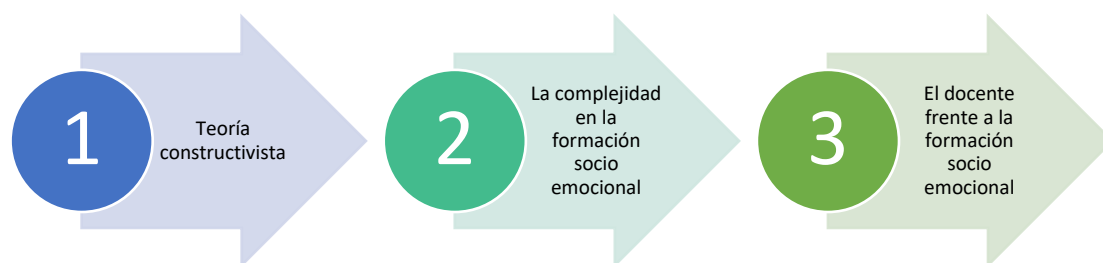 1
Teoría
constructivista
2
La complejidad
en la
formación
socio
emocional
3
El docente
frente a la
formación
socio
emocional